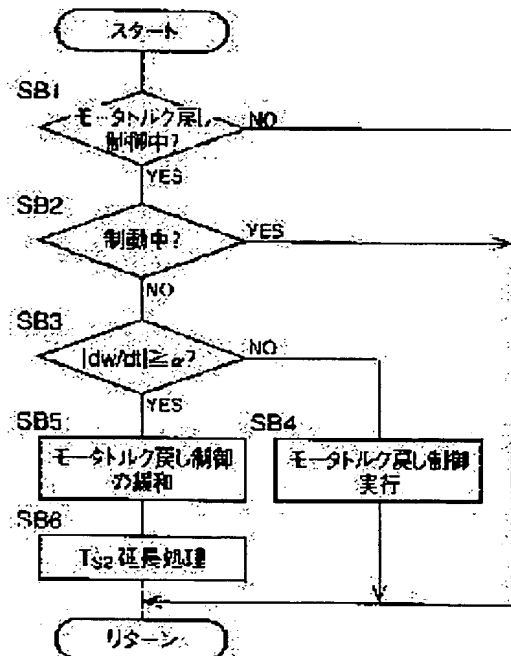 スタート
SB1
モータトルク戻し
制御中?
NO
YES
SB2
制動中?
YES
NO
SB3
|dw/dt|≧α?
NO
YES
SB5
モータトルク戻し制御
の緩和
SB4
モータトルク戻し制御
実行
SB6
TS2 延長処理
リターン